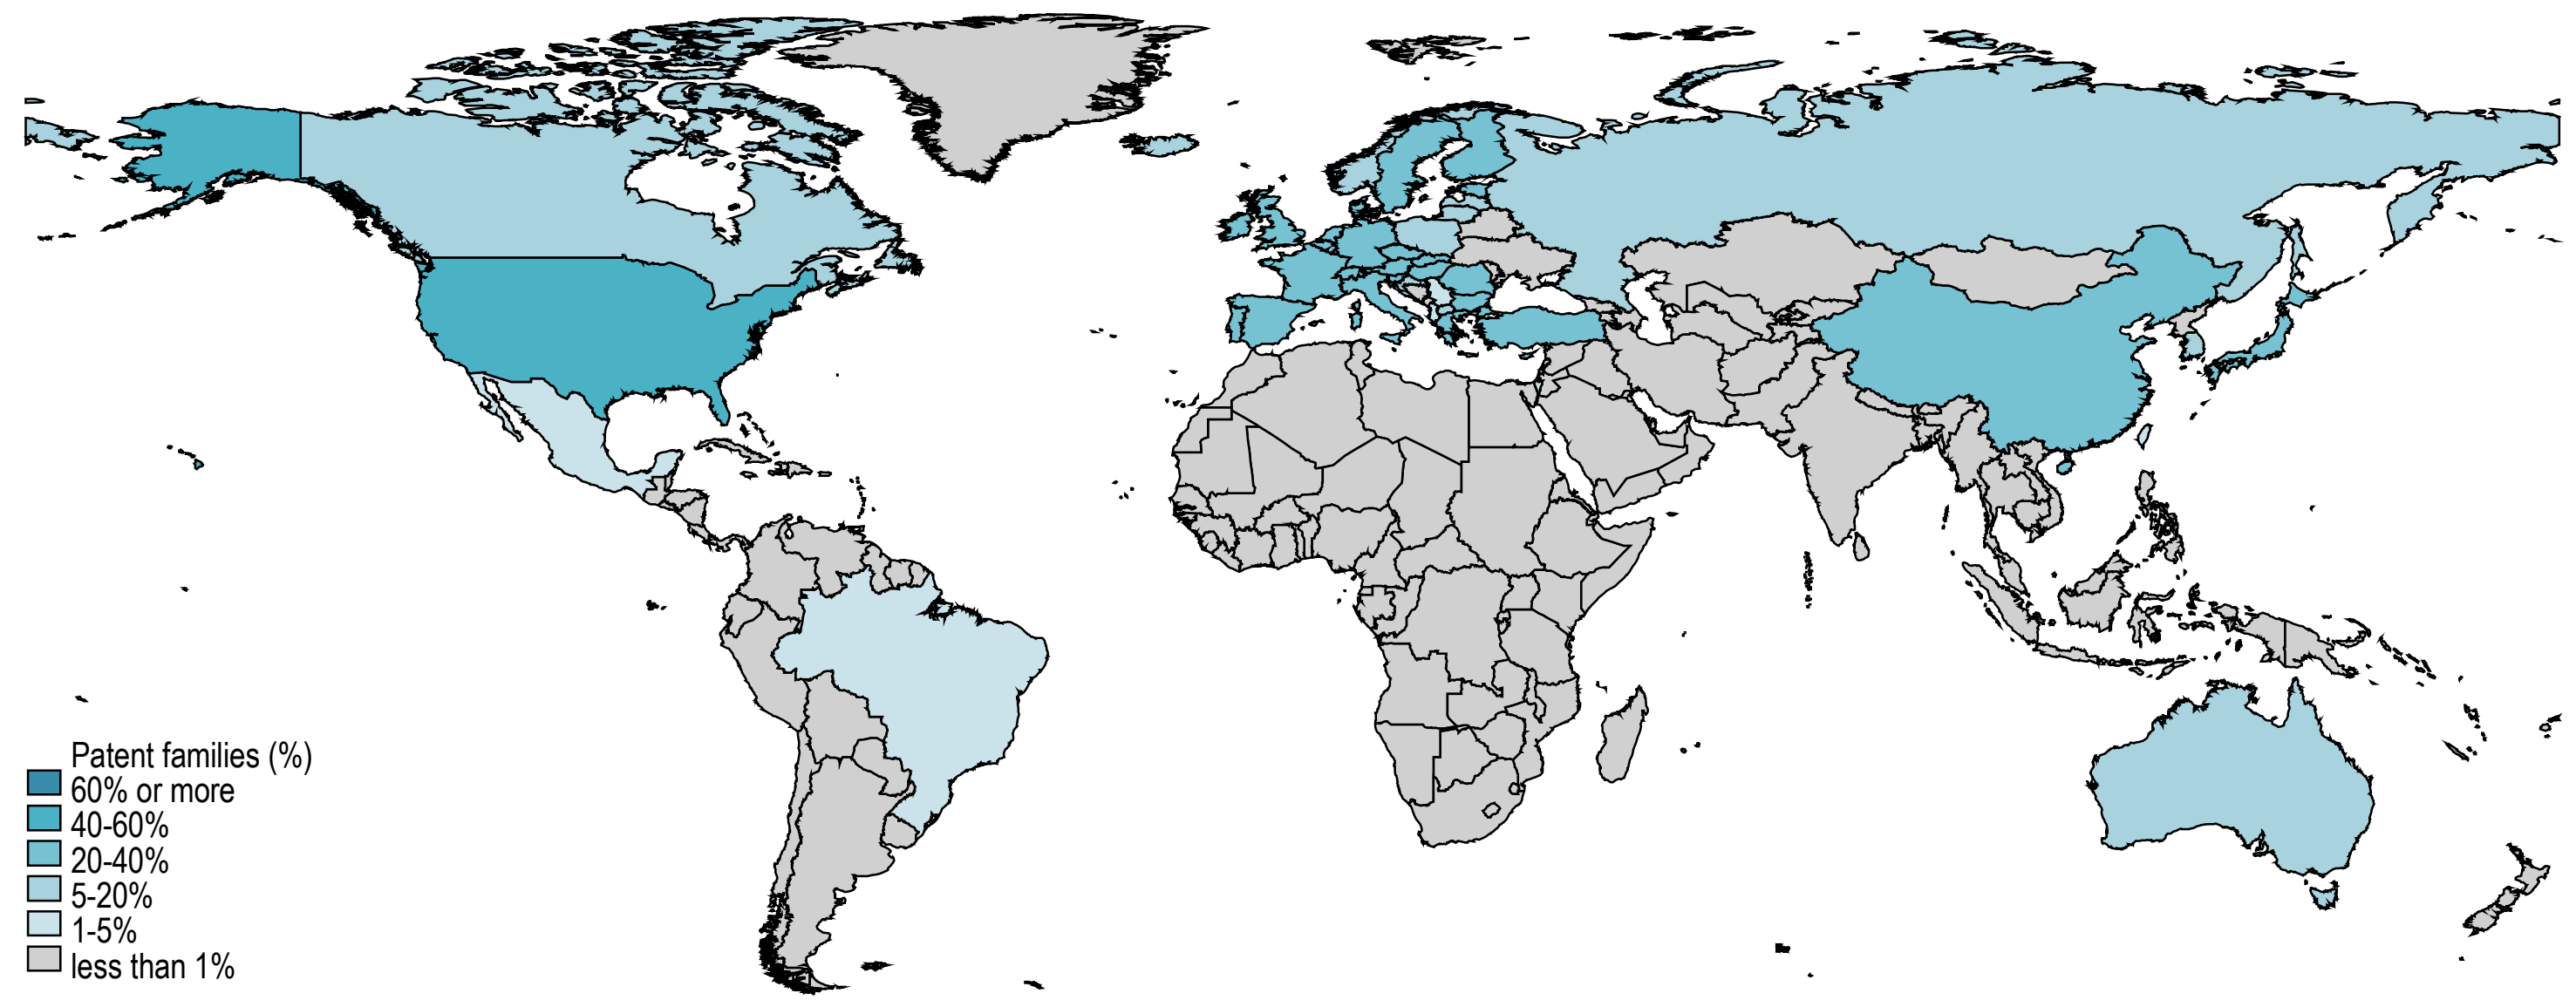 Patent families (%)
60% or more
40-60%
20-40%
5-20%
1-5%
less than 1%